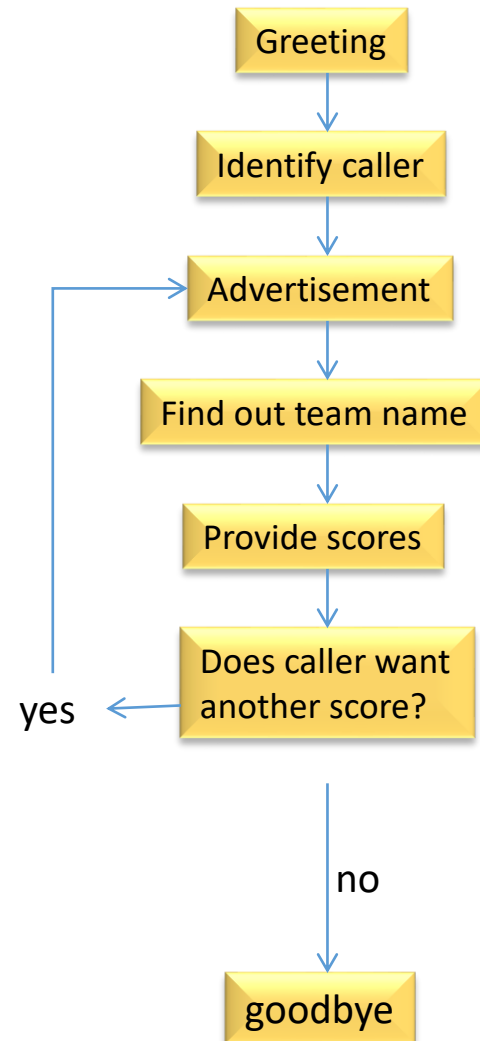 Greeting
Identify caller
Advertisement
Find out team name
Provide scores
Does caller want
another score?
yes
no
goodbye